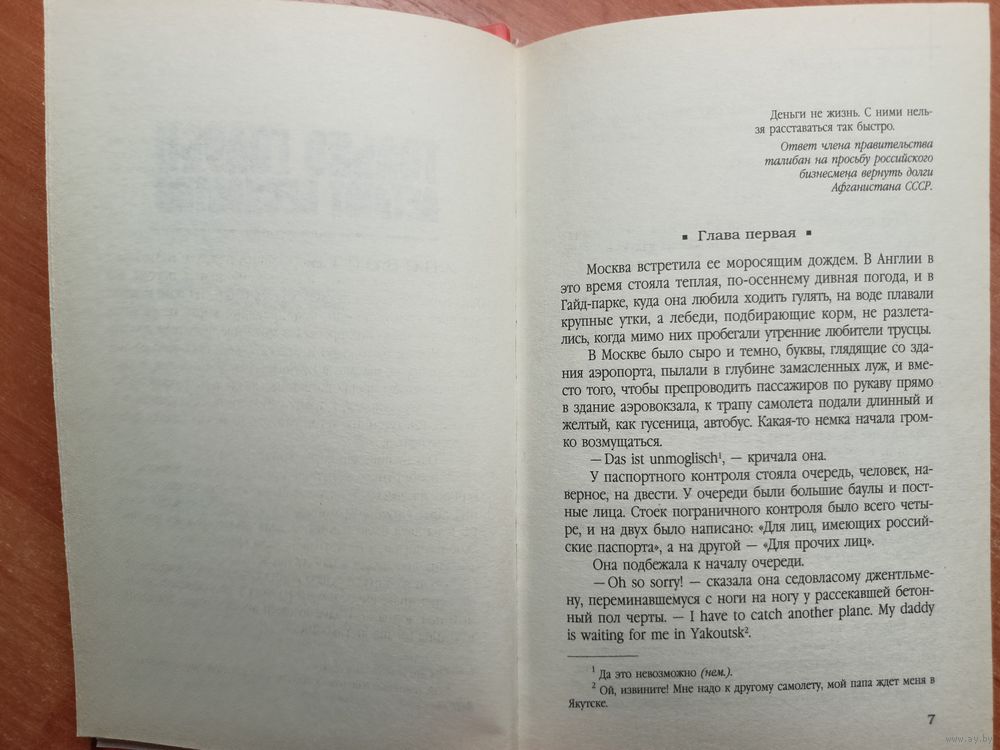 Деньги не жизнь. С ними нель-
зя расставаться так быстро.
Ответ члена правительства
талибан на просьбу российского
бизнесмена вернуть долги
Афганистана СССР.
▪ Глава первая ▪
Москва встретила ее моросящим дождем. В Англии в
это время стояла теплая, по-осеннему дивная погода, и в
Гайд-парке, куда она любила ходить гулять, на воде плавали
крупные утки, а лебеди, подбирающие корм, не разлета-
лись, когда мимо них пробегали утренние любители трусцы.
В Москве было сыро и темно, буквы, глядящие со зда-
ния аэропорта, пылали в глубине замасленных луж, и вме-
сто того, чтобы препроводить пассажиров по рукаву прямо
в здание аэровокзала, к трапу самолета подали длинный и
желтый, как гусеница, автобус. Какая-то немка начала гром-
ко возмущаться.
— Das ist unmoglisch¹, — кричала она.
У паспортного контроля стояла очередь, человек, на-
верное, на двести. У очереди были большие баулы и пост-
ные лица. Стоек пограничного контроля было всего четы-
ре, и на двух было написано: «Для лиц, имеющих россий-
ские паспорта», а на другой — «Для прочих лиц».
Она подбежала к началу очереди.
— Oh so sorry! — сказала она седовласому джентльме-
ну, переминавшемуся с ноги на ногу у рассекавшей бетон-
ный пол черты. — I have to catch another plane. My daddy
is waiting for me in Yakoutsk².
¹ Да это невозможно (нем.).
² Ой, извините! Мне надо к другому самолету, мой папа ждет меня в
Якутске.
7
www.ay.by